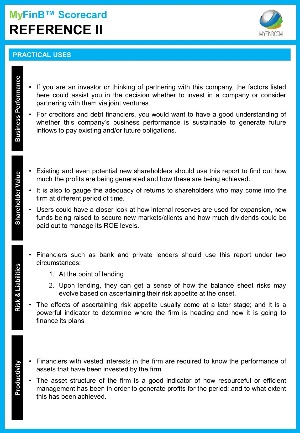 MyFinB™ Scorecard
REFERENCE II
MYFINB
PRACTICAL USES
Business Performance
• If you are an investor or thinking of partnering with this company, the factors listed
here could assist you in the decision whether to invest in a company or consider
partnering with them via joint ventures.
• For creditors and debt financiers, you would want to have a good understanding of
whether this company's business performance is sustainable to generate future
inflows to pay existing and/or future obligations.
Shareholder Value
• Existing and even potential new shareholders should use this report to find out how
much the profits are being generated and how these are being achieved.
• It is also to gauge the adequacy of returns to shareholders who may come into the
firm at different period of time.
• Users could have a closer look at how internal reserves are used for expansion, new
funds being raised to secure new markets/clients and how much dividends could be
paid out to manage its ROE levels.
Risk & Liabilities
• Financiers such as bank and private lenders should use this report under two
circumstances:
1. At the point of lending
2. Upon lending, they can get a sense of how the balance sheet risks may
evolve based on ascertaining their risk appetite at the onset.
• The effects of ascertaining risk appetite usually come at a later stage; and it is a
powerful indicator to determine where the firm is heading and how it is going to
finance its plans.
Productivity
• Financiers with vested interests in the firm are required to know the performance of
assets that have been invested by the firm.
• The asset structure of the firm is a good indicator of how resourceful or efficient
management has been in order to generate profits for the period; and to what extent
this has been achieved.